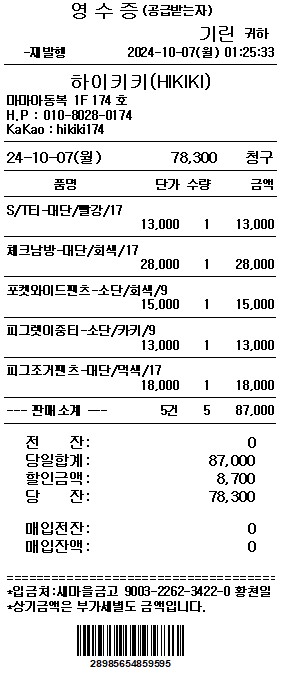 영 수 증 (공급받는자)
기린 귀하
-재발행 2024-10-07(월) 01:25:33
하이키키(HIKIKI)
마마아동복 1F 174 호
H.P : 010-8028-0174
KaKao : hikiki174
24-10-07(월) 78,300 청구
품명 단가 수량 금액
S/T티-대단/빨강/17
13,000 1 13,000
체크남방-대단/회색/17
28,000 1 28,000
포켓와이드팬츠-소단/회색/9
15,000 1 15,000
피그렛이중티-소단/카키/9
13,000 1 13,000
피그조거팬츠-대단/먹색/17
18,000 1 18,000
--- 판매 소계 --- 5건 5 87,000
전 잔: 0
당일합계: 87,000
할인금액: 8,700
당 잔: 78,300
매입전잔: 0
매입잔액: 0
*입금처:새마을금고 9003-2262-3422-0 황천일
*상기금액은 부가세별도 금액입니다.
28985654859595